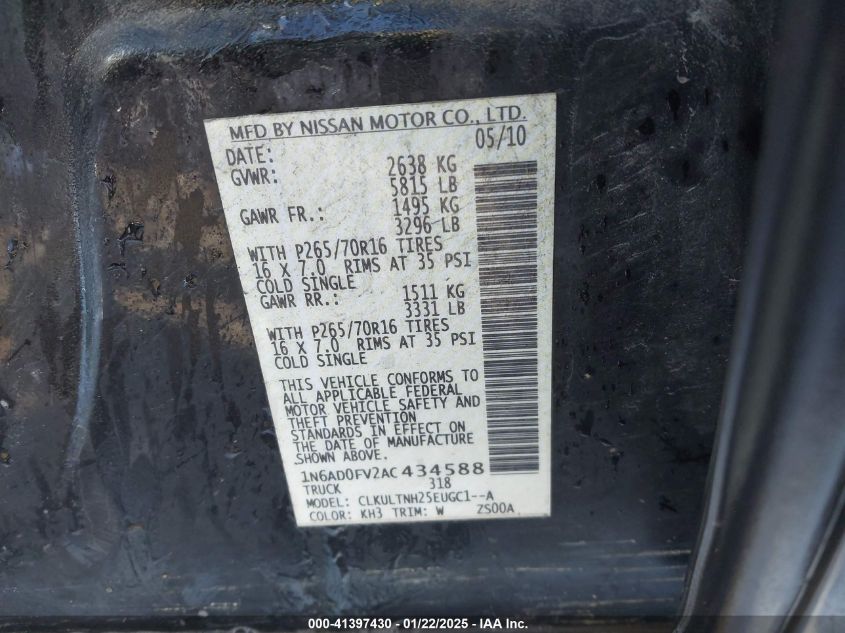 MFD BY NISSAN MOTOR CO., LTD.
DATE: 05/10
GVWR: 2638 KG
5815 LB
GAWR FR.: 1495 KG
3296 LB
WITH P265/70R16 TIRES
16 X 7.0 RIMS AT 35 PSI
COLD SINGLE
GAWR RR.: 1511 KG
3331 LB
WITH P265/70R16 TIRES
16 X 7.0 RIMS AT 35 PSI
COLD SINGLE
THIS VEHICLE CONFORMS TO
ALL APPLICABLE FEDERAL
MOTOR VEHICLE SAFETY AND
THEFT PREVENTION
STANDARDS IN EFFECT ON
THE DATE OF MANUFACTURE
SHOWN ABOVE.
1N6AD0FV2AC434588
TRUCK 318
MODEL: CLKULTNH25EUGC1--A
COLOR: KH3 TRIM: W ZS00A
000-41397430 - 01/22/2025 - IAA Inc.